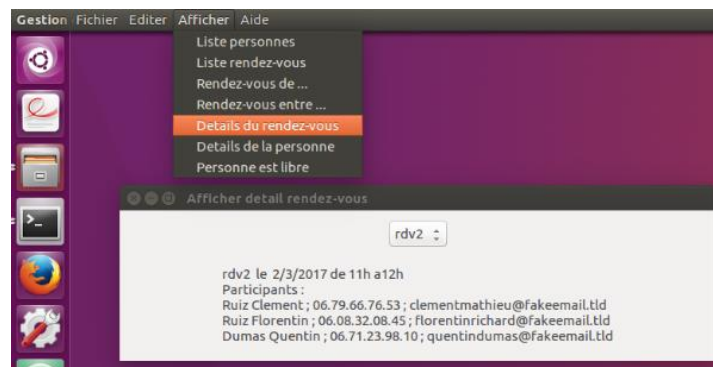 Gestion Fichier Editer Afficher Aide
Liste personnes
Liste rendez-vous
Rendez-vous de ...
Rendez-vous entre ...
Details du rendez-vous
Details de la personne
Personne est libre
Afficher detail rendez-vous
rdv2
rdv2 le 2/3/2017 de 11h a12h
Participants :
Ruiz Clement ; 06.79.66.76.53 ; clementmathieu@fakeemail.tld
Ruiz Florentin ; 06.08.32.08.45 ; florentinrichard@fakeemail.tld
Dumas Quentin ; 06.71.23.98.10 ; quentindumas@fakeemail.tld